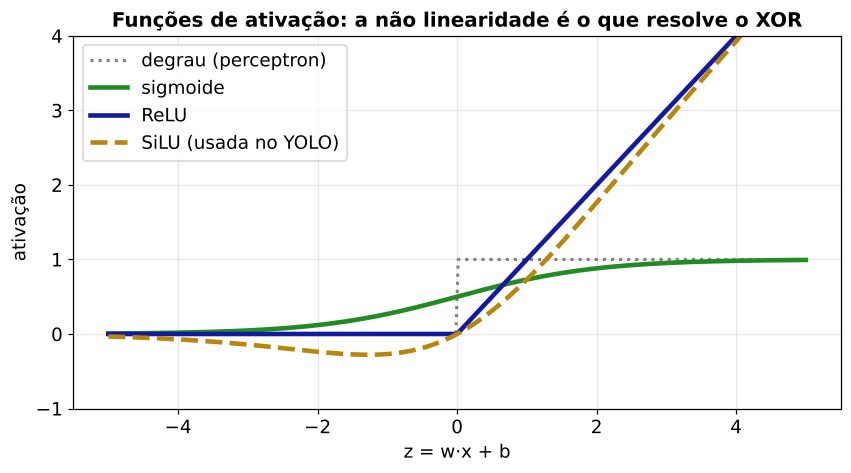 Funções de ativação: a não linearidade é o que resolve o XOR
degrau (perceptron)
sigmoide
ReLU
SiLU (usada no YOLO)
ativação
4
3
2
1
0
−1
−4
−2
0
2
4
z = w·x + b